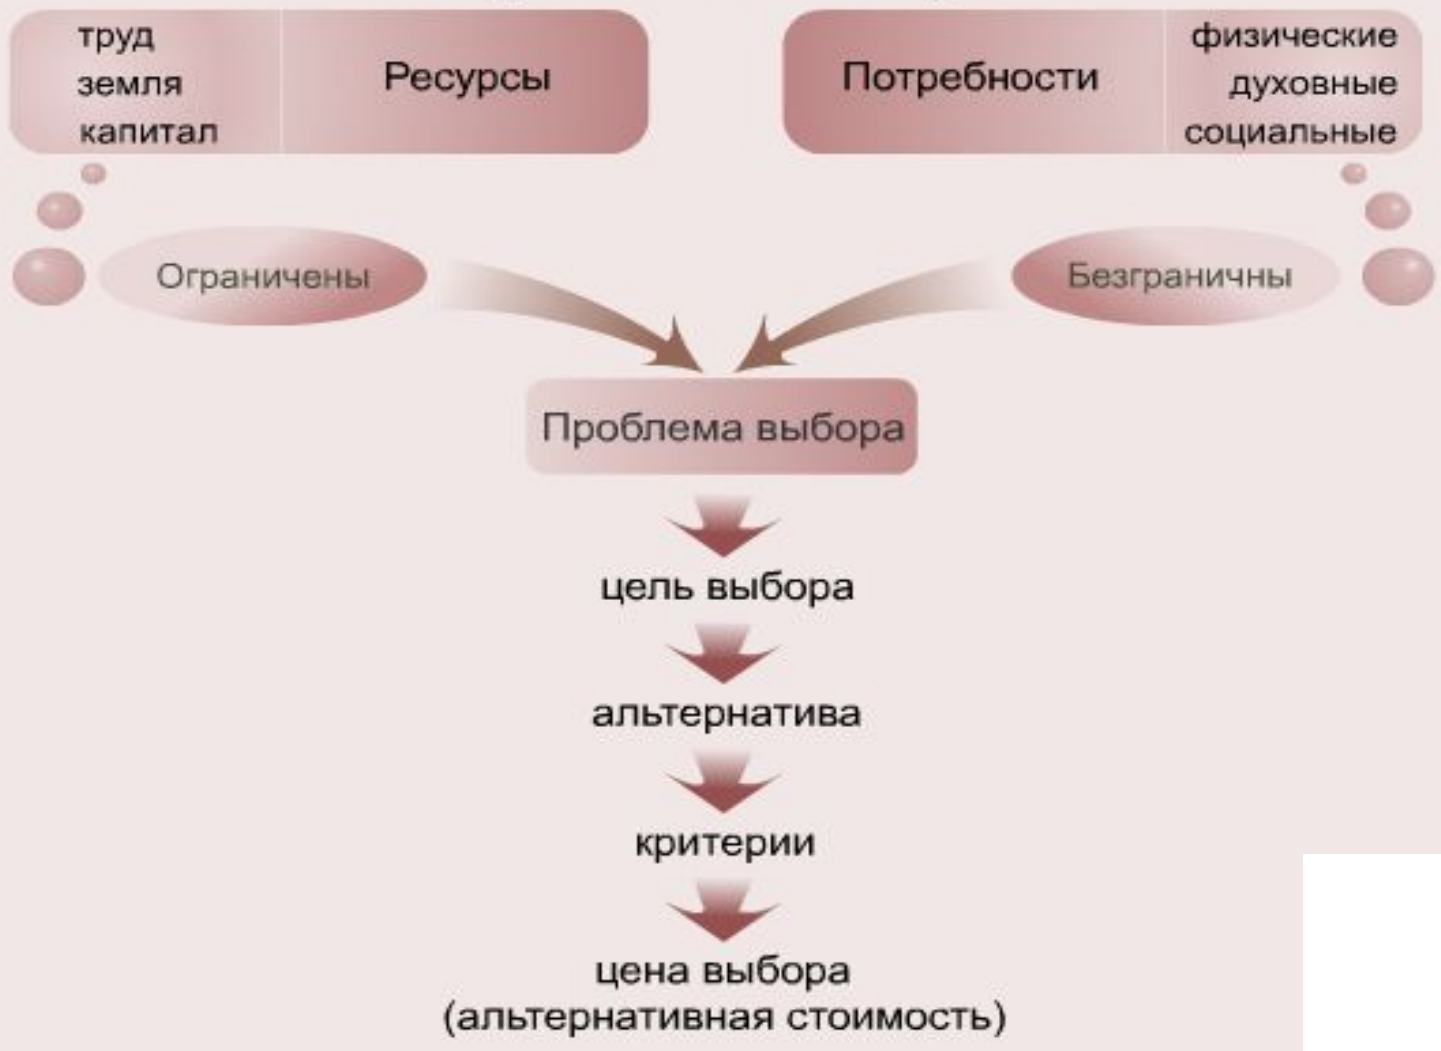 труд
земля
капитал
Ресурсы
Потребности
физические
духовные
социальные
Ограничены
Безграничны
Проблема выбора
цель выбора
альтернатива
критерии
цена выбора
(альтернативная стоимость)